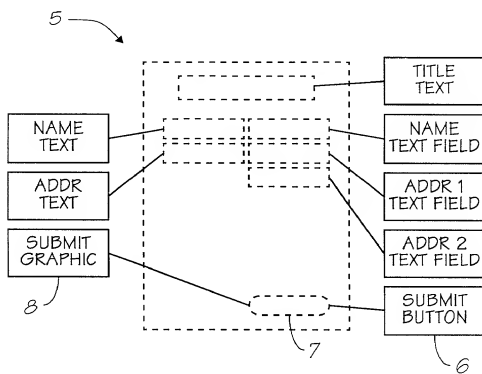 5
TITLE
TEXT
NAME
TEXT
NAME
TEXT FIELD
ADDR
TEXT
ADDR 1
TEXT FIELD
SUBMIT
GRAPHIC
ADDR 2
TEXT FIELD
8
7
SUBMIT
BUTTON
6